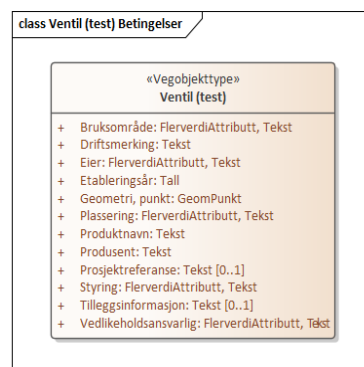 class Ventil (test) Betingelser
«Vegobjekttype»
Ventil (test)
+ Bruksområde: FlerverdiAttributt, Tekst
+ Driftsmerking: Tekst
+ Eier: FlerverdiAttributt, Tekst
+ Etableringsår: Tall
+ Geometri, punkt: GeomPunkt
+ Plassering: FlerverdiAttributt, Tekst
+ Produktnavn: Tekst
+ Produsent: Tekst
+ Prosjektreferanse: Tekst [0..1]
+ Styring: FlerverdiAttributt, Tekst
+ Tilleggsinformasjon: Tekst [0..1]
+ Vedlikeholdsansvarlig: FlerverdiAttributt, Tekst